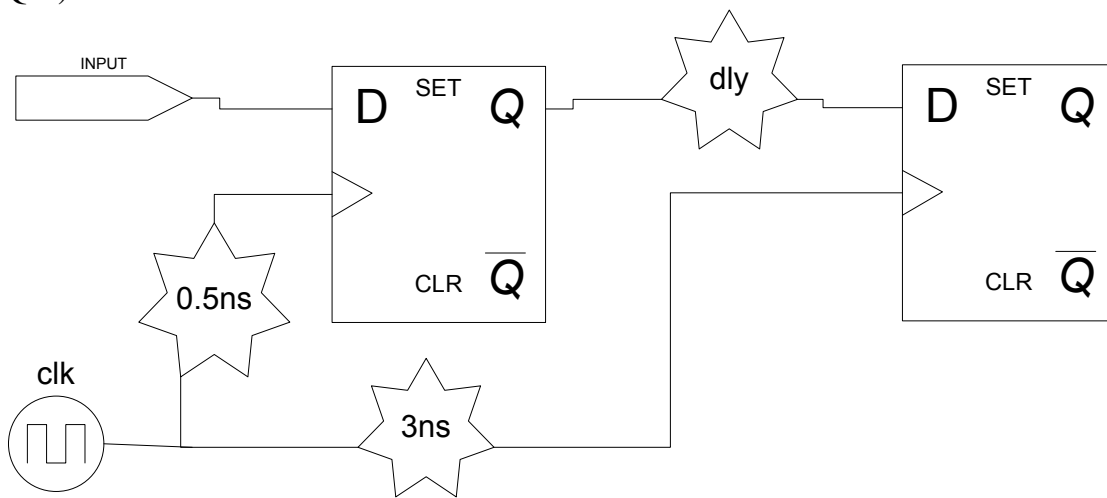 INPUT
D SET Q
dly
D SET Q
0.5ns
CLR Q
CLR Q
clk
3ns